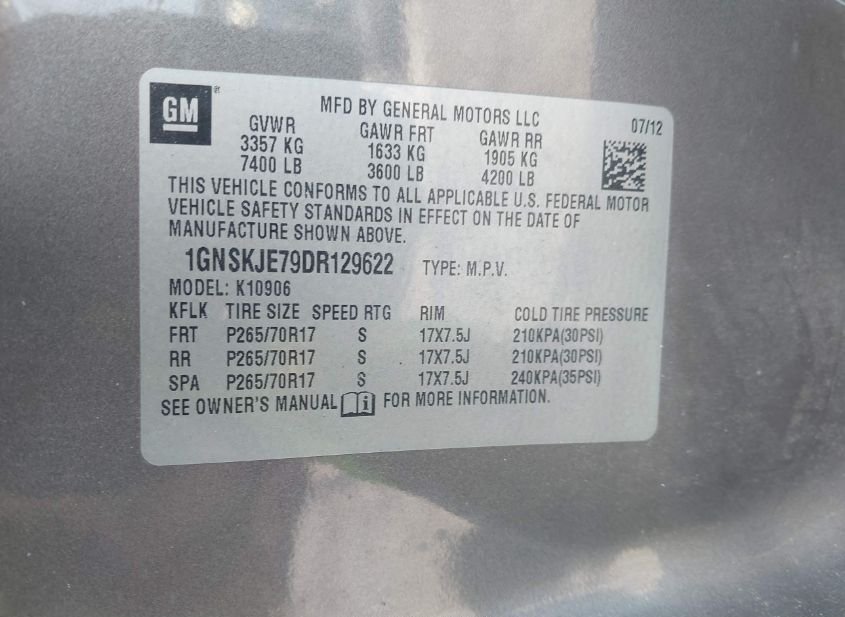 GM ®
MFD BY GENERAL MOTORS LLC 07/12
GVWR GAWR FRT GAWR RR
3357 KG 1633 KG 1905 KG
7400 LB 3600 LB 4200 LB
THIS VEHICLE CONFORMS TO ALL APPLICABLE U.S. FEDERAL MOTOR
VEHICLE SAFETY STANDARDS IN EFFECT ON THE DATE OF
MANUFACTURE SHOWN ABOVE.
1GNSKJE79DR129622 TYPE: M.P.V.
MODEL: K10906
KFLK TIRE SIZE SPEED RTG RIM COLD TIRE PRESSURE
FRT P265/70R17 S 17X7.5J 210KPA(30PSI)
RR P265/70R17 S 17X7.5J 210KPA(30PSI)
SPA P265/70R17 S 17X7.5J 240KPA(35PSI)
SEE OWNER'S MANUAL i FOR MORE INFORMATION.